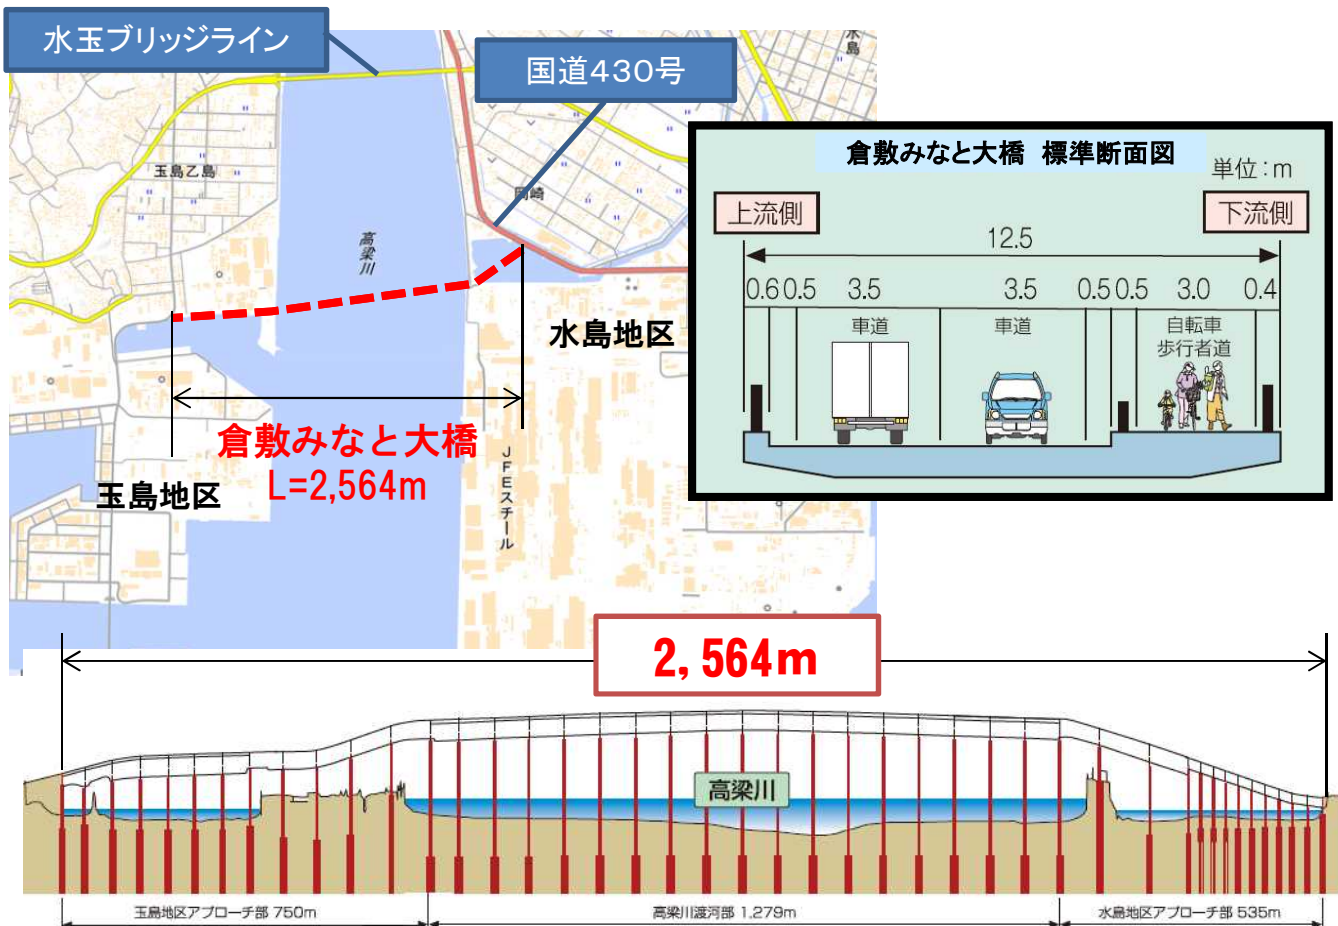 水玉ブリッジライン
国道430号
水島
玉島乙島
高梁川
水島地区
倉敷みなと大橋
L=2,564m
玉島地区
JFEスチール
倉敷みなと大橋 標準断面図
単位:m
上流側
下流側
12.5
0.6 0.5 3.5 3.5 0.5 0.5 3.0 0.4
車道
車道
自転車
歩行者道
2,564m
高梁川
玉島地区アプローチ部 750m
高梁川渡河部 1.279m
水島地区アプローチ部 535m